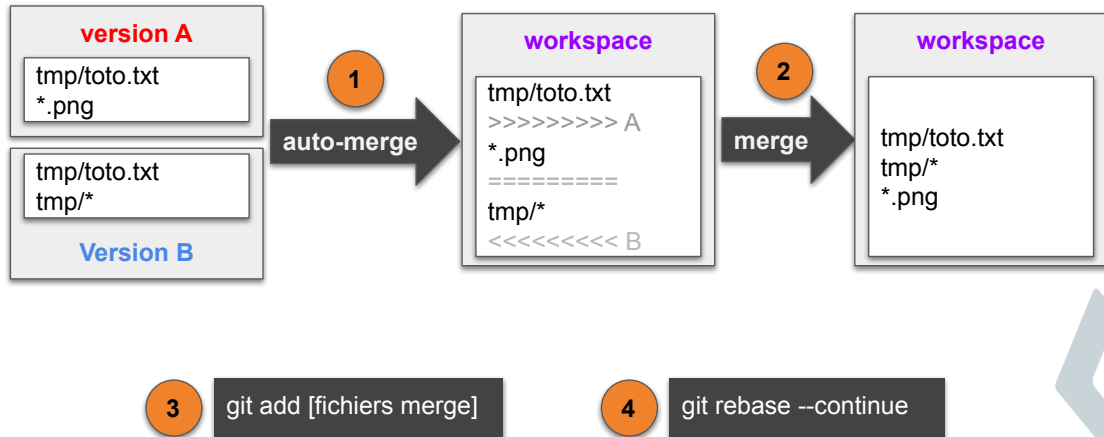 version A
tmp/toto.txt
*.png
tmp/toto.txt
tmp/*
Version B
1
auto-merge
workspace
tmp/toto.txt
>>>>>>>>> A
*.png
=========
tmp/*
<<<<<<<<< B
2
merge
workspace
tmp/toto.txt
tmp/*
*.png
3
git add [fichiers merge]
4
git rebase --continue